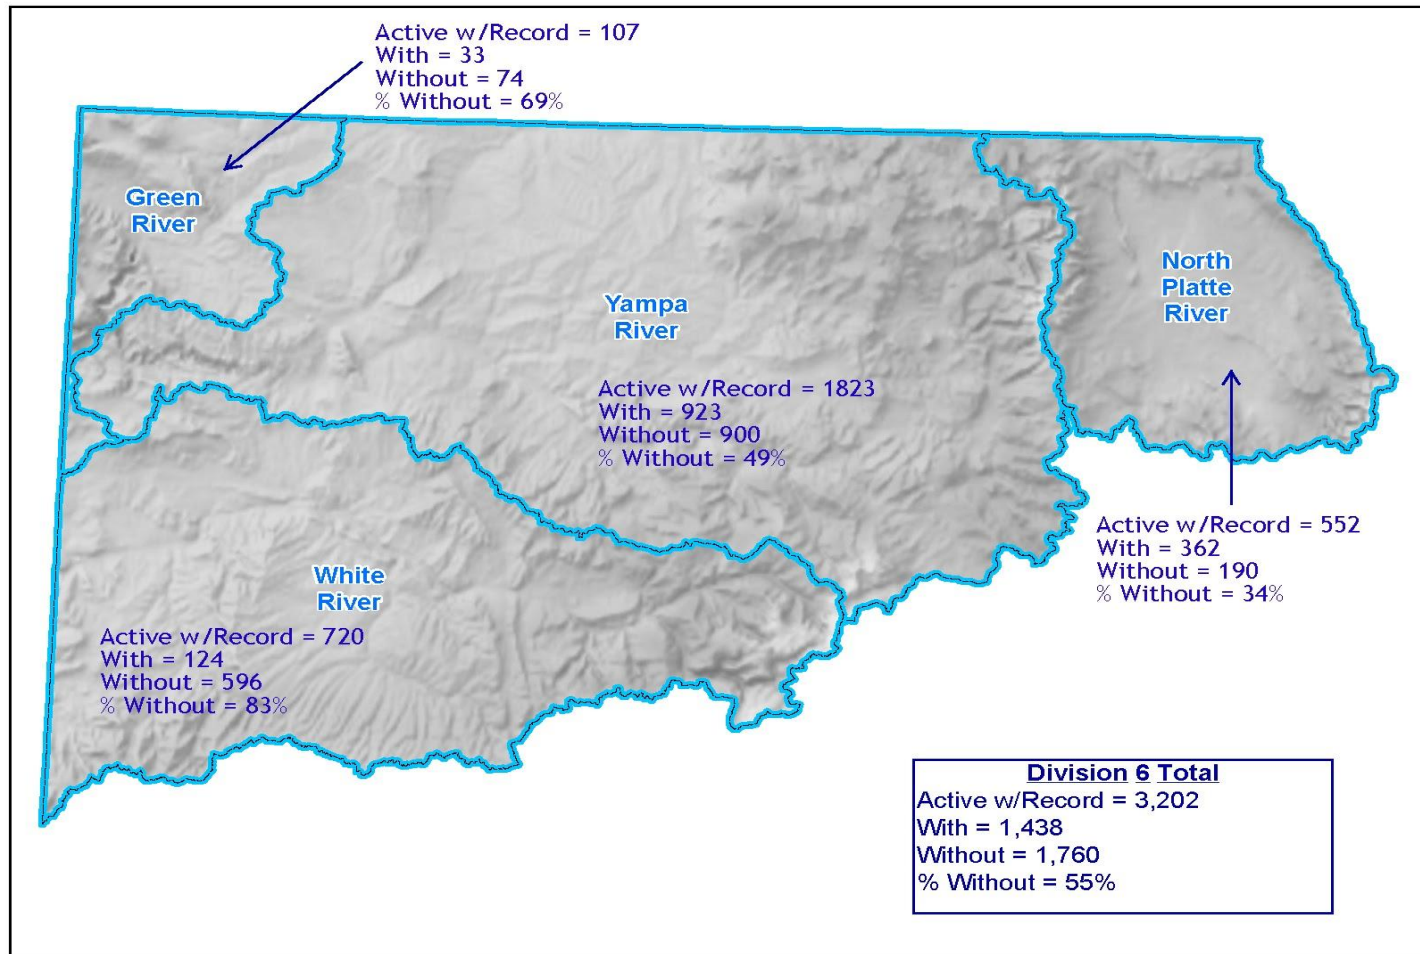 Active w/Record = 107
With = 33
Without = 74
% Without = 69%
Green
River
Yampa
River
Active w/Record = 1823
With = 923
Without = 900
% Without = 49%
North
Platte
River
Active w/Record = 552
With = 362
Without = 190
% Without = 34%
White
River
Active w/Record = 720
With = 124
Without = 596
% Without = 83%
Division 6 Total
Active w/Record = 3,202
With = 1,438
Without = 1,760
% Without = 55%